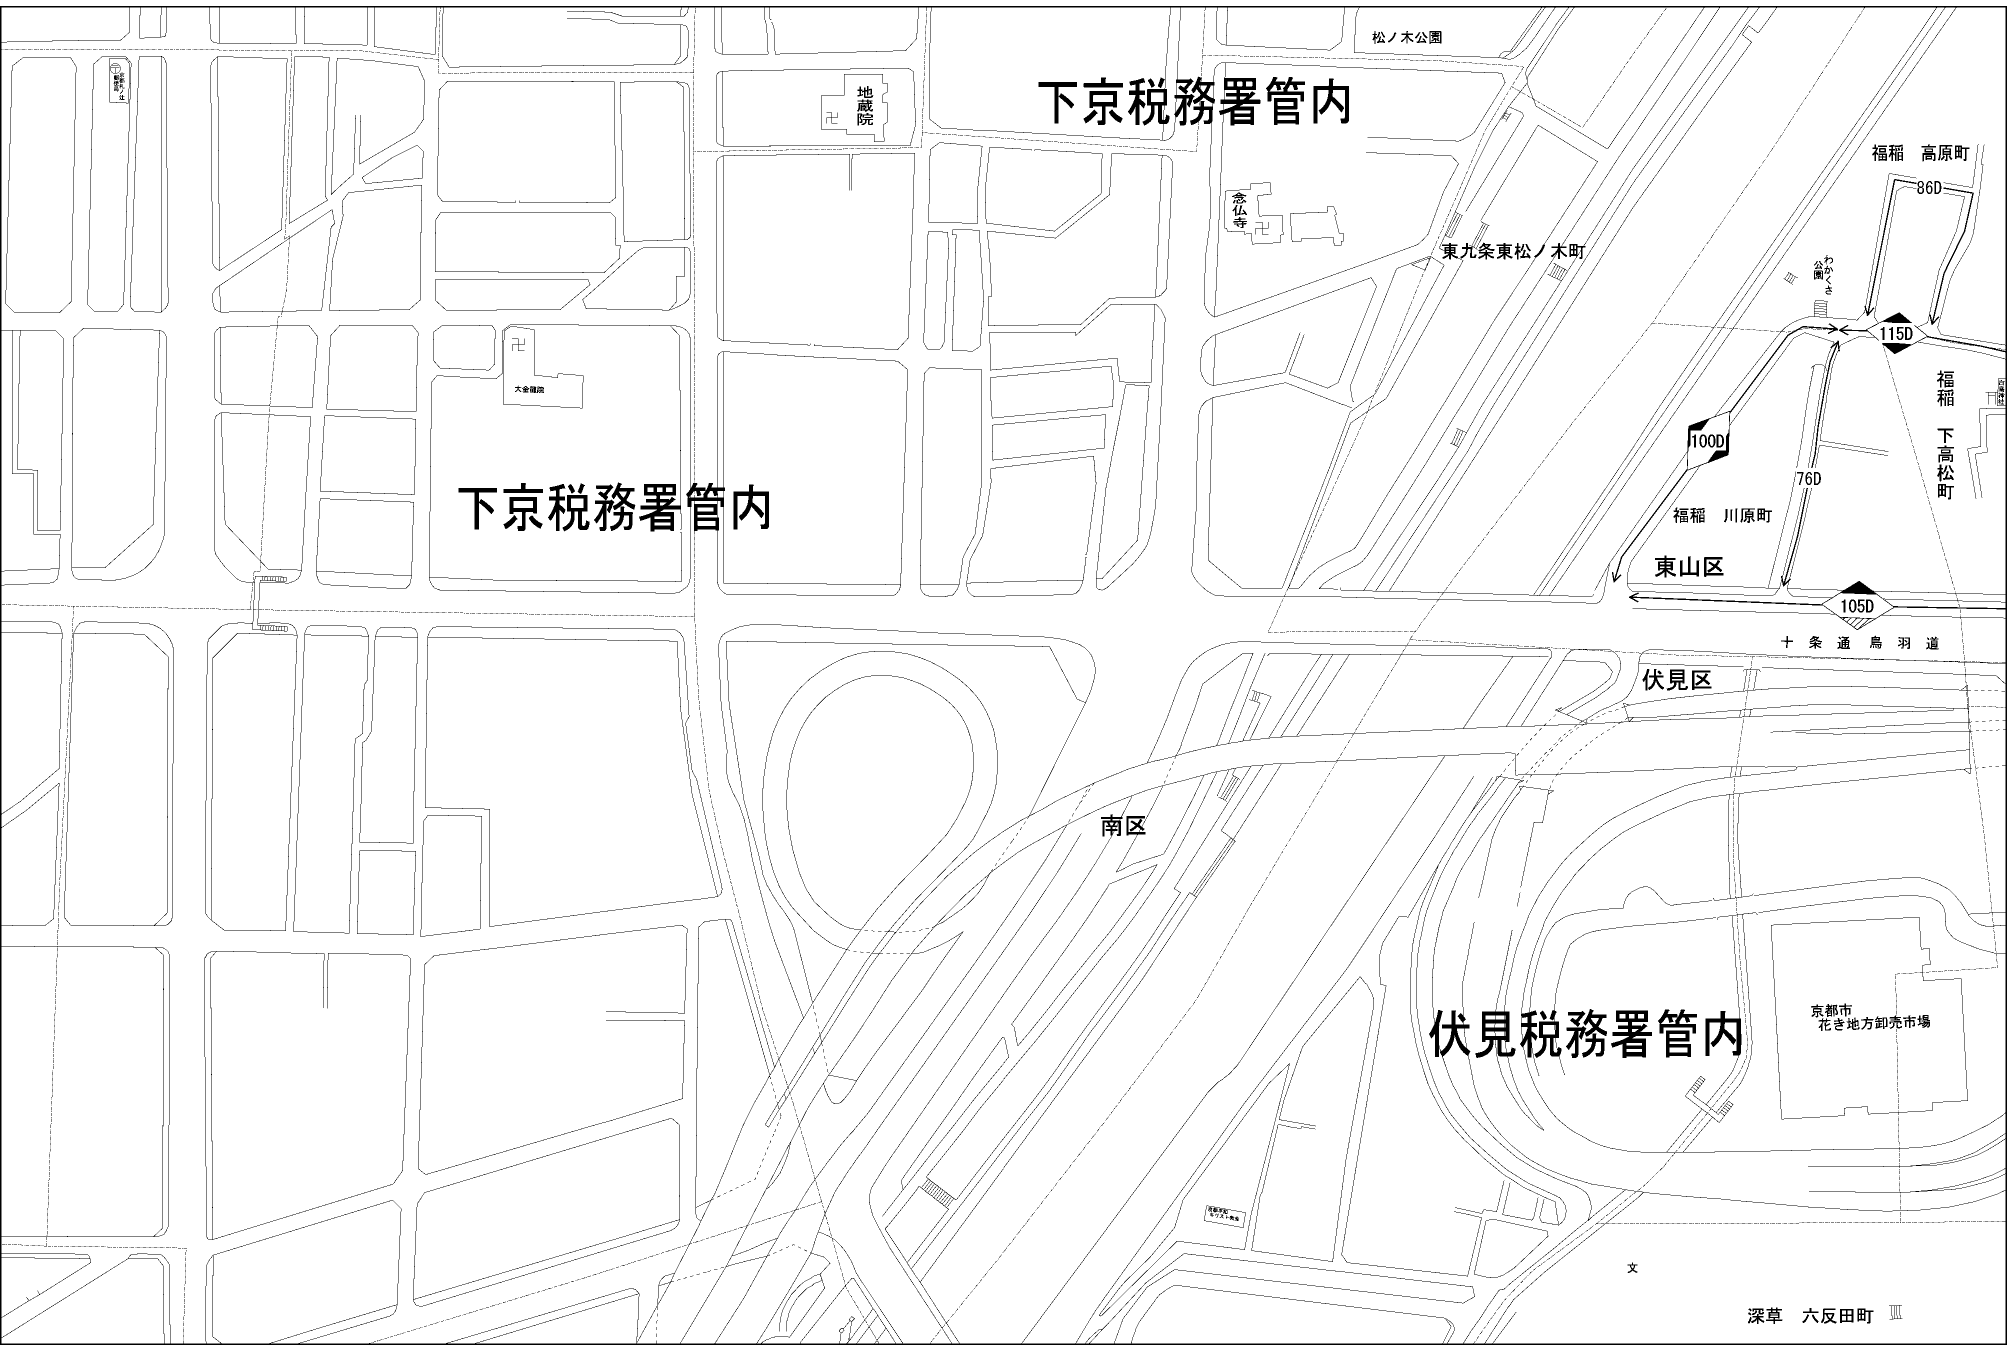 松ノ木公園
下京税務署管内
地蔵院
福稲　高原町
86D
念仏寺
東九条東松ノ木町
わかくさ
公園
115D
大金龍院
福稲　下高松町
100D
76D
下京税務署管内
福稲　川原町
東山区
105D
十条通鳥羽道
伏見区
南区
京都市
花き地方卸売市場
伏見税務署管内
文
深草　六反田町